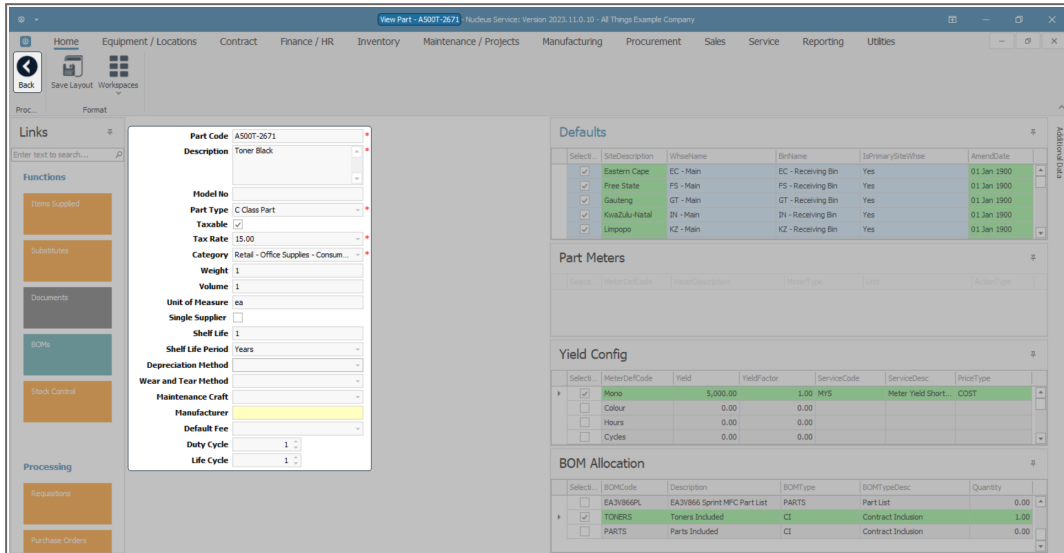 View Part - A500T-2671 - Nucleus Service: Version 2023.11.0.10 - All Things Example Company
Home Equipment / Locations Contract Finance / HR Inventory Maintenance / Projects Manufacturing Procurement Sales Service Reporting Utilities
Back Save Layout Workspaces
Proc... Format
Links
Enter text to search...
Functions
Items Supplied
Substitutes
Documents
BOMs
Stock Control
Processing
Requisitions
Purchase Orders
Part Code A500T-2671 *
Description Toner Black *
Model No
Part Type C Class Part *
Taxable
Tax Rate 15.00 *
Category Retail - Office Supplies - Consum... *
Weight 1
Volume 1
Unit of Measure ea
Single Supplier
Shelf Life 1
Shelf Life Period Years
Depreciation Method
Wear and Tear Method
Maintenance Craft
Manufacturer
Default Fee
Duty Cycle 1
Life Cycle 1
Defaults
Selecti... SiteDescription WhseName BinName IsPrimarySiteWhse AmendDate
Eastern Cape EC - Main EC - Receiving Bin Yes 01 Jan 1900
Free State FS - Main FS - Receiving Bin Yes 01 Jan 1900
Gauteng GT - Main GT - Receiving Bin Yes 01 Jan 1900
KwaZulu-Natal IN - Main IN - Receiving Bin Yes 01 Jan 1900
Limpopo KZ - Main KZ - Receiving Bin Yes 01 Jan 1900
Part Meters
Selecti... MeterDefCode MeterDescription MeterType
Yield Config
Selecti... MeterDefCode Yield YieldFactor ServiceCode ServiceDesc PriceType
Mono 5,000.00 1.00 MYS Meter Yield Short... COST
Colour 0.00 0.00
Hours 0.00 0.00
Cycles 0.00 0.00
BOM Allocation
Selecti... BOMCode Description BOMType BOMTypeDesc Quantity
EA3V866PL EA3V866 Sprint MFC Part List PARTS Part List 0.00
TONERS Toners Included CI Contract Inclusion 1.00
PARTS Parts Included CI Contract Inclusion 0.00
Additional Data